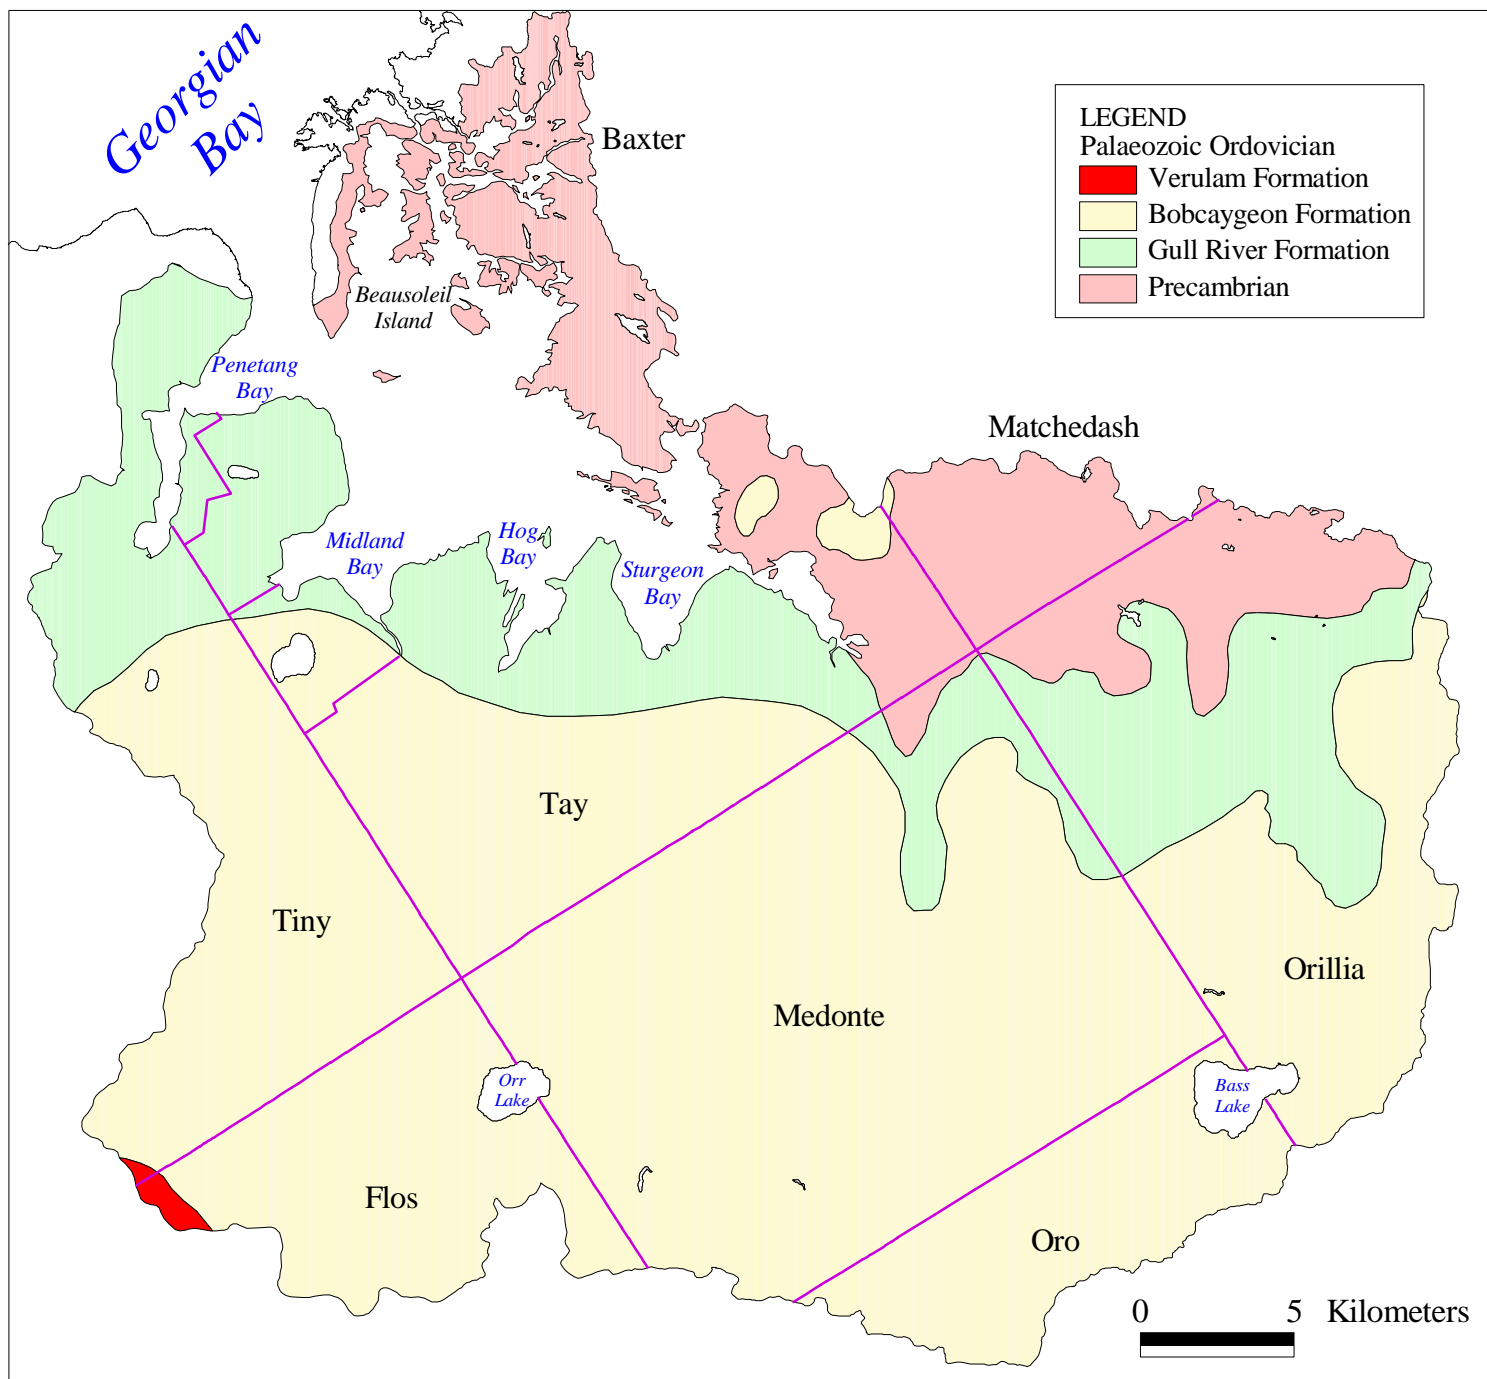 Georgian
Bay
Baxter
LEGEND
Palaeozoic Ordovician
Verulam Formation
Bobcaygeon Formation
Gull River Formation
Precambrian
Beausoleil
Island
Penetang
Bay
Matchedash
Midland
Bay
Hog
Bay
Sturgeon
Bay
Tay
Tiny
Orillia
Medonte
Orr
Lake
Bass
Lake
Flos
Oro
0 5 Kilometers